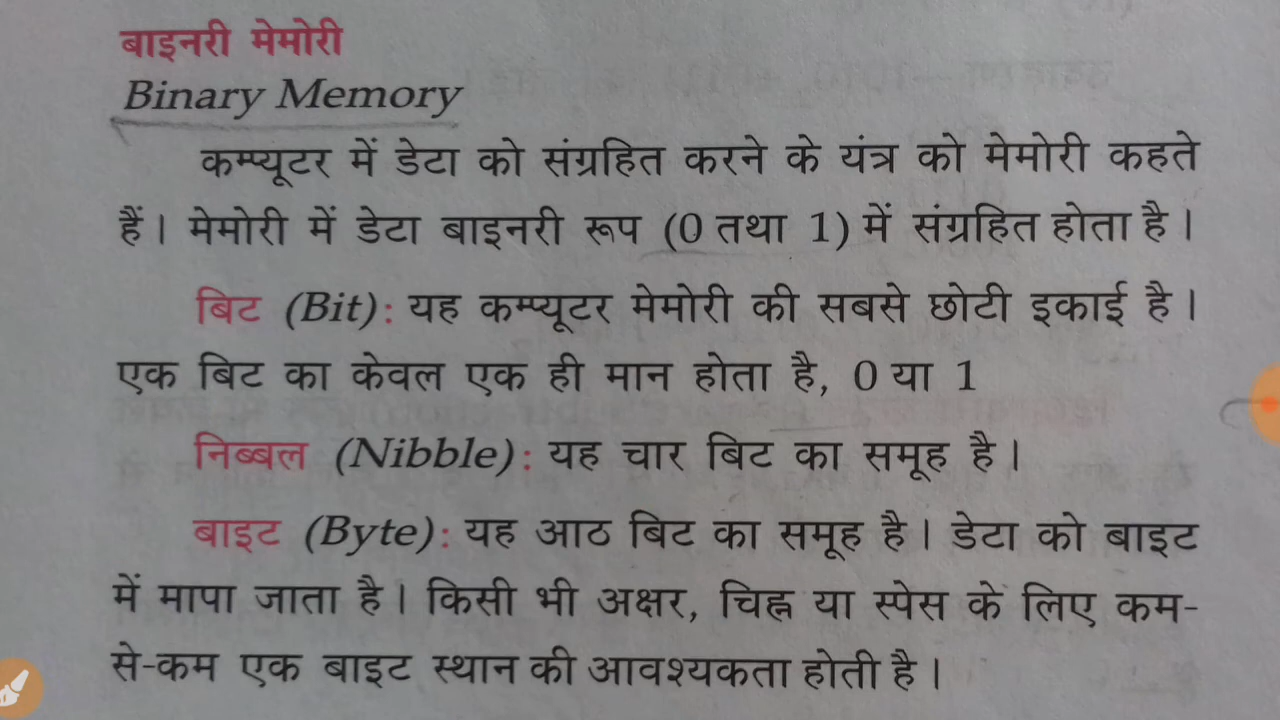 बाइनरी मेमोरी
Binary Memory
कम्प्यूटर में डेटा को संग्रहित करने के यंत्र को मेमोरी कहते
हैं। मेमोरी में डेटा बाइनरी रूप (0 तथा 1) में संग्रहित होता है।
बिट (Bit): यह कम्प्यूटर मेमोरी की सबसे छोटी इकाई है।
एक बिट का केवल एक ही मान होता है, 0 या 1
निब्बल (Nibble): यह चार बिट का समूह है।
बाइट (Byte): यह आठ बिट का समूह है। डेटा को बाइट
में मापा जाता है। किसी भी अक्षर, चिह्न या स्पेस के लिए कम-
से-कम एक बाइट स्थान की आवश्यकता होती है।